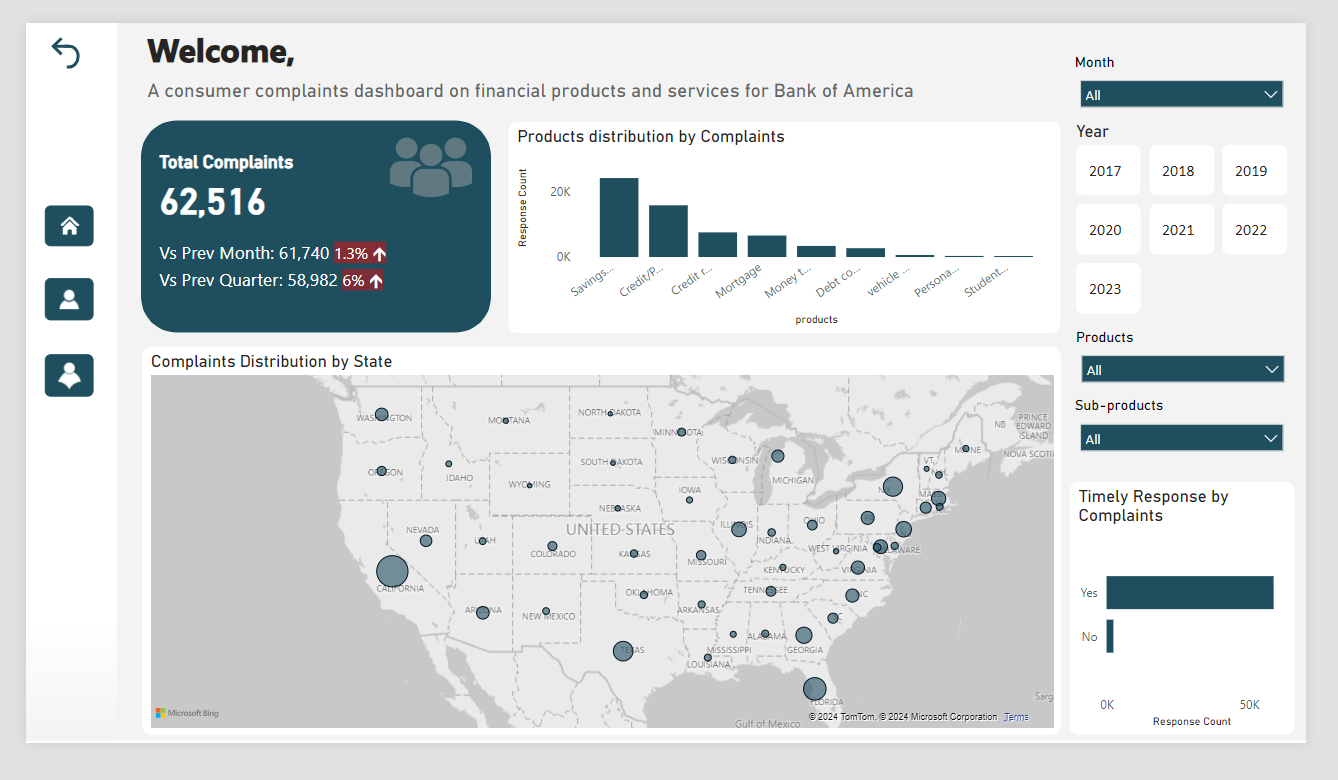 Welcome,
A consumer complaints dashboard on financial products and services for Bank of America
Total Complaints
62,516
Vs Prev Month: 61,740 1.3%
Vs Prev Quarter: 58,982 6%
Products distribution by Complaints
Response Count
20K
0K
Savings...
Credit/P...
Credit r...
Mortgage
Money t...
Debt co...
vehicle ...
Persona...
Student...
products
Month
All
Year
2017
2018
2019
2020
2021
2022
2023
Products
All
Sub-products
All
Complaints Distribution by State
WASHINGTON
MONTANA
NORTH DAKOTA
MINNESOTA
NB
PRINCE
EDWARD
ISLAND
NOVA SCOTIA
MAINE
VT.
OREGON
IDAHO
SOUTH DAKOTA
WISCONSIN
MICHIGAN
WYOMING
IOWA
NY
MA
NEBRASKA
NEVADA
UTAH
UNITED STATES
ILLINOIS
INDIANA
OHIO
PA
COLORADO
KANSAS
MISSOURI
WEST VIRGINIA
DELAWARE
CALIFORNIA
KENTUCKY
VIRGINIA
ARIZONA
NEW MEXICO
OKLAHOMA
ARKANSAS
TENNESSEE
NC
SC
TEXAS
MISSISSIPPI
ALABAMA
GEORGIA
LOUISIANA
FLORIDA
Gulf of Mexico
Sarg
Microsoft Bing
© 2024 TomTom, © 2024 Microsoft Corporation Terms
Timely Response by
Complaints
Yes
No
0K
50K
Response Count